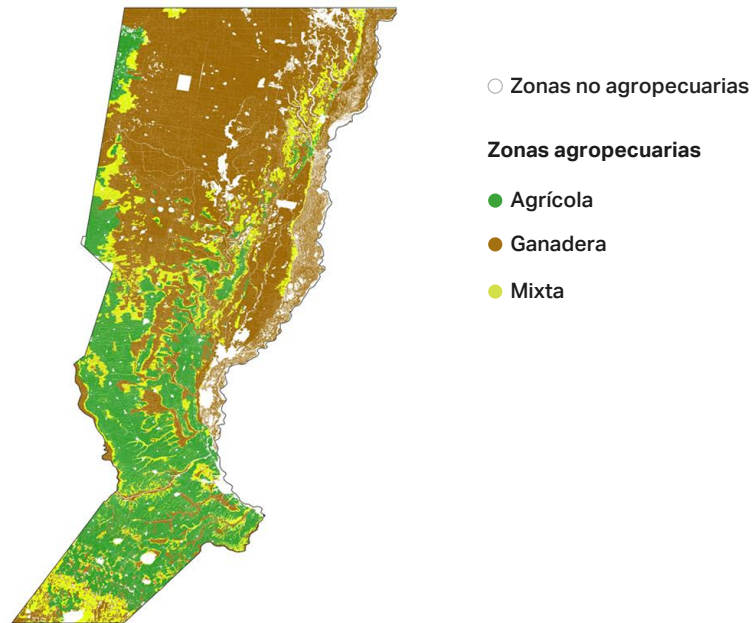 Zonas no agropecuarias
Zonas agropecuarias
Agrícola
Ganadera
Mixta